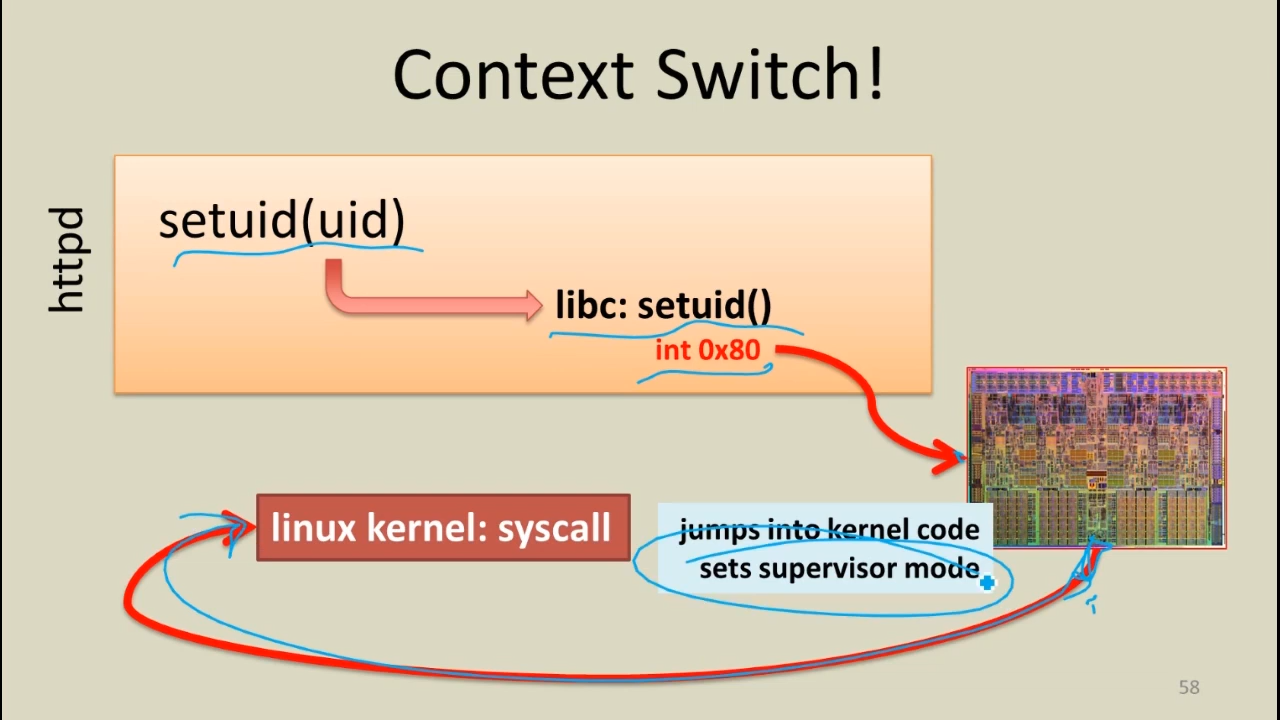 Context Switch!
httpd
setuid(uid)
libc: setuid()
int 0x80
linux kernel: syscall
jumps into kernel code
sets supervisor mode
58